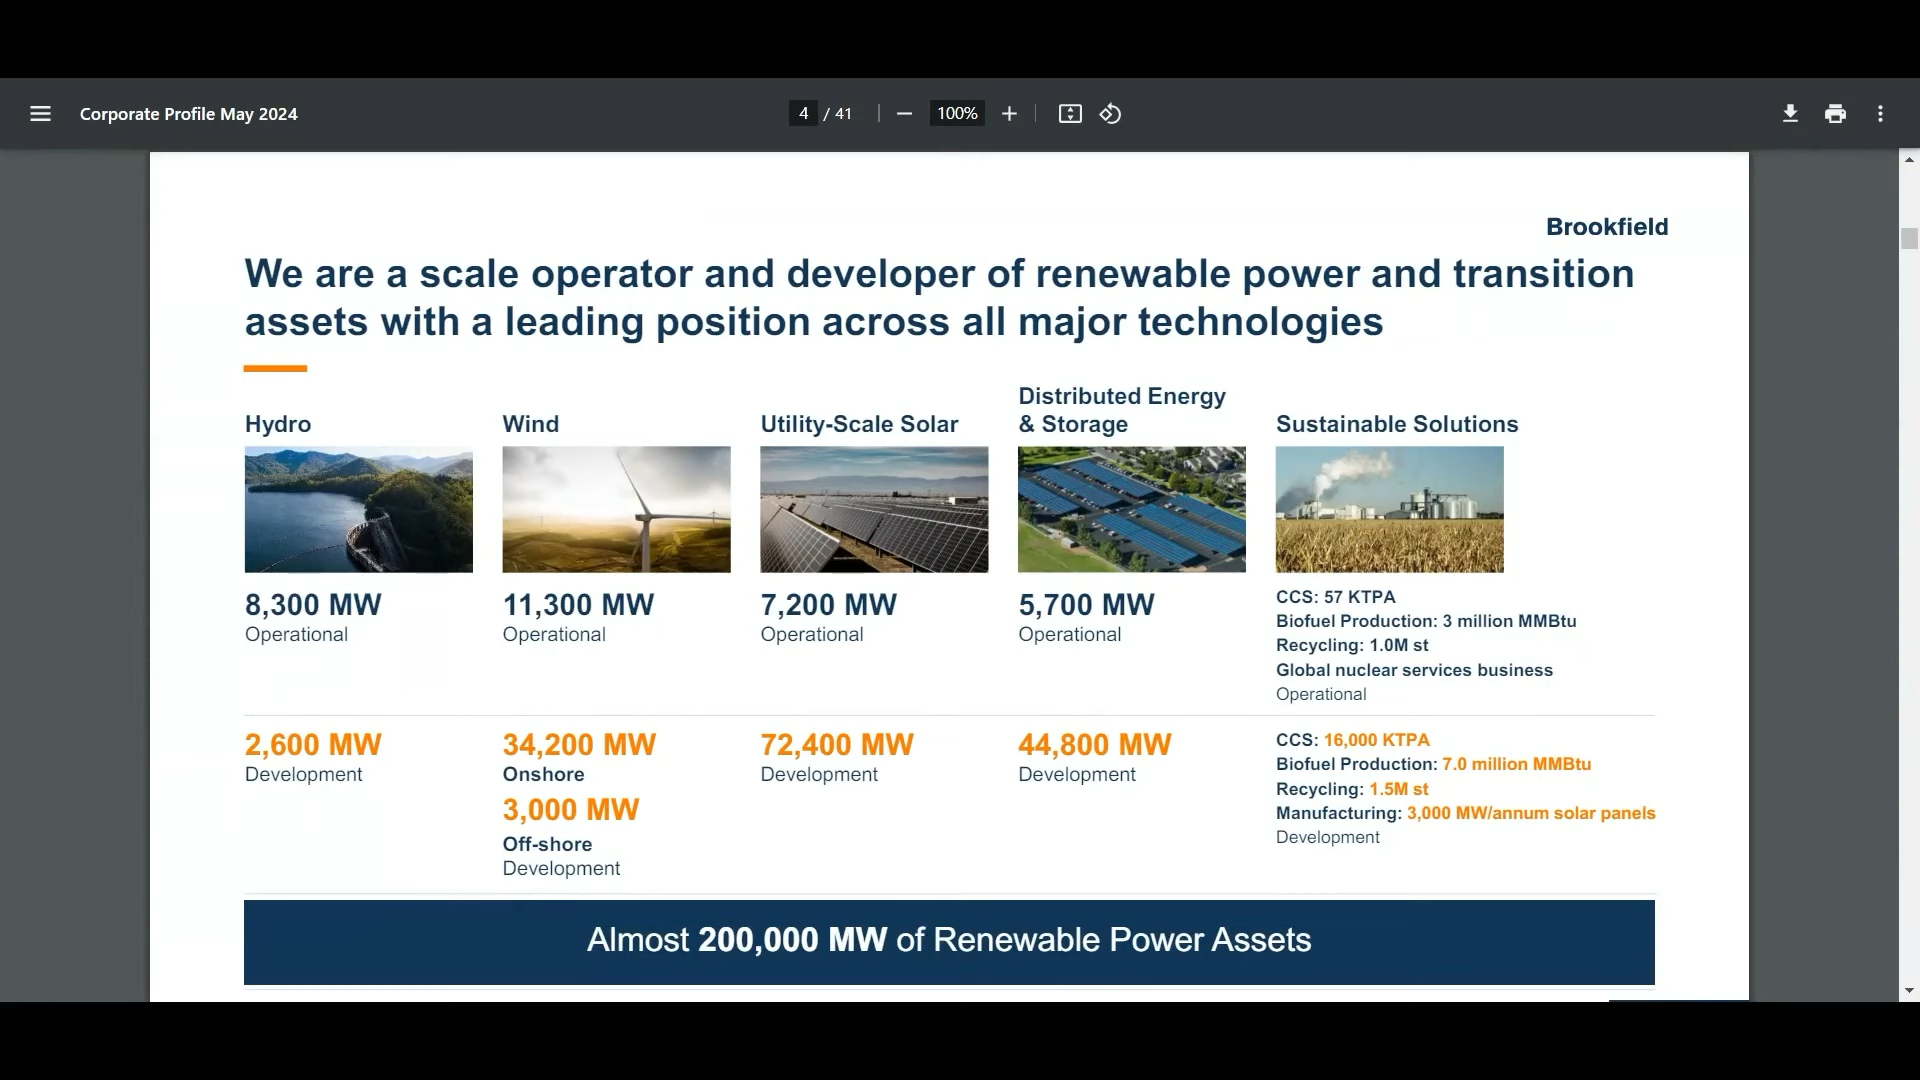 Corporate Profile May 2024
4 / 41
100%
Brookfield
We are a scale operator and developer of renewable power and transition
assets with a leading position across all major technologies
Hydro
8,300 MW
Operational
2,600 MW
Development
Wind
11,300 MW
Operational
34,200 MW
Onshore
3,000 MW
Off-shore
Development
Utility-Scale Solar
7,200 MW
Operational
72,400 MW
Development
Distributed Energy
& Storage
5,700 MW
Operational
44,800 MW
Development
Sustainable Solutions
CCS: 57 KTPA
Biofuel Production: 3 million MMBtu
Recycling: 1.0M st
Global nuclear services business
Operational
CCS: 16,000 KTPA
Biofuel Production: 7.0 million MMBtu
Recycling: 1.5M st
Manufacturing: 3,000 MW/annum solar panels
Development
Almost 200,000 MW of Renewable Power Assets